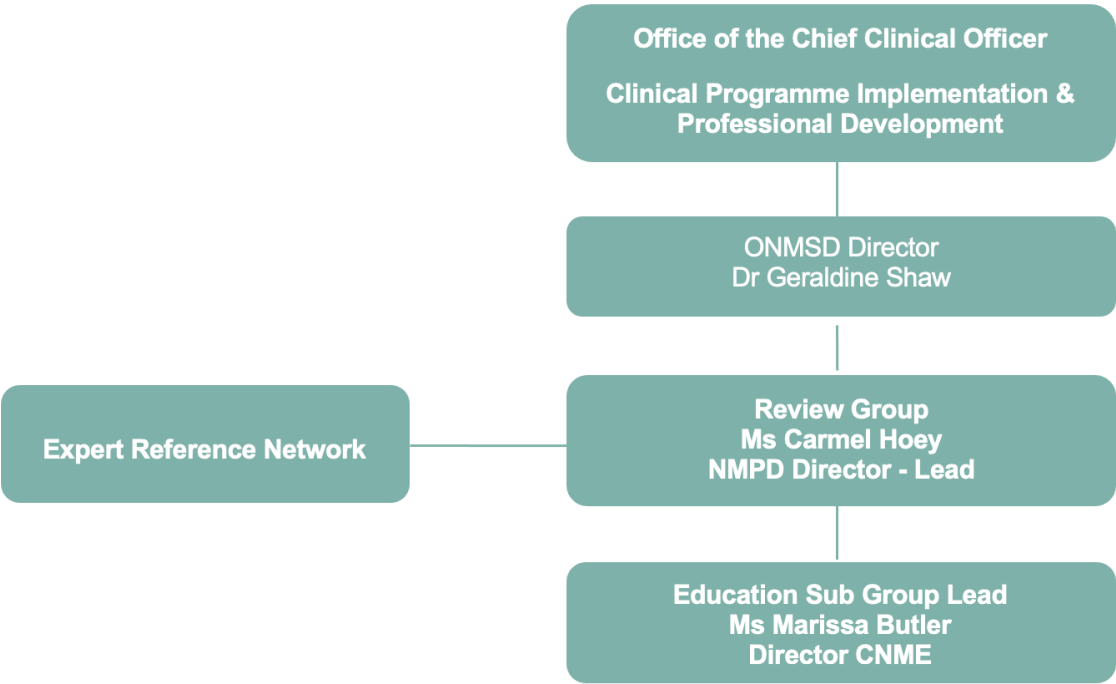 Office of the Chief Clinical Officer
Clinical Programme Implementation &
Professional Development
ONMSD Director
Dr Geraldine Shaw
Expert Reference Network
Review Group
Ms Carmel Hoey
NMPD Director - Lead
Education Sub Group Lead
Ms Marissa Butler
Director CNME